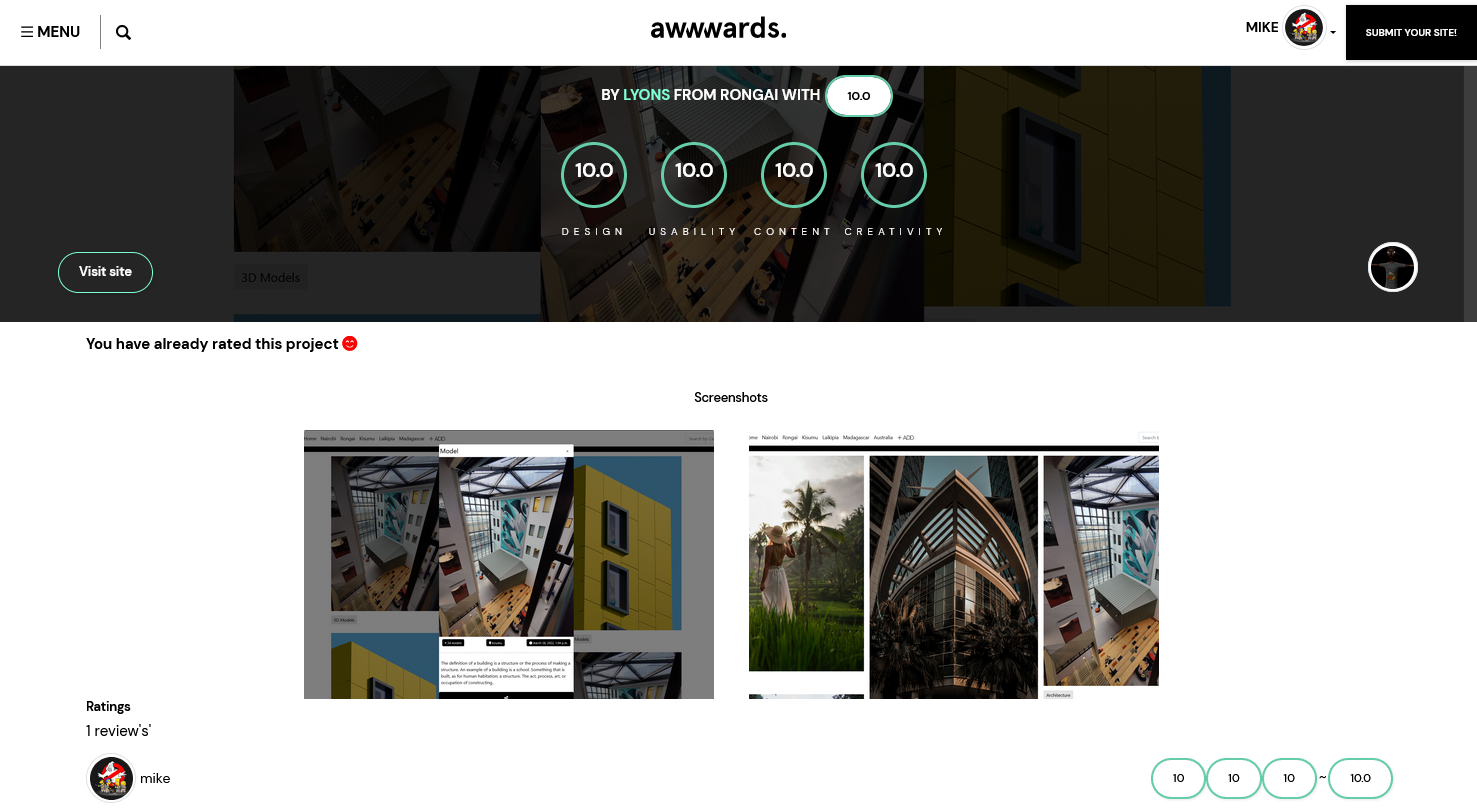 MENU
awwwards.
MIKE
SUBMIT YOUR SITE!
BY LYONS FROM RONGAI WITH 10.0
10.0 10.0 10.0 10.0
DESIGN USABILITY CONTENT CREATIVITY
Visit site
3D Models
You have already rated this project
Screenshots
Home Nairobi Rongai Kisumu Laikipia Madagascar + ADD
Model
3D Models
The definition of a building is a structure or the process of making a
structure. An example of a building is a school. Something that is
built, as for human habitation; a structure. The act, process, art, or
occupation of constructing.
Home Nairobi Rongai Kisumu Laikipia Madagascar Australia + ADD
Architecture
Ratings
1 review's'
mike
10 10 10 ~ 10.0